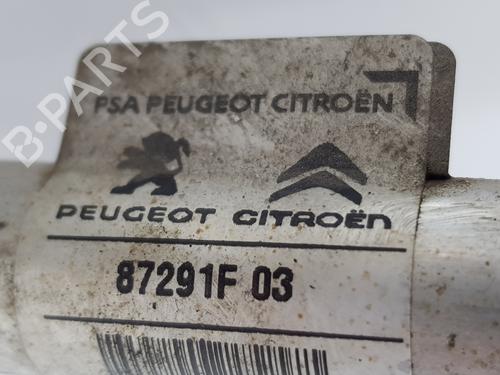 PSA PEUGEOT CITROËN
PEUGEOT CITROËN
87291F 03
B-PARTS